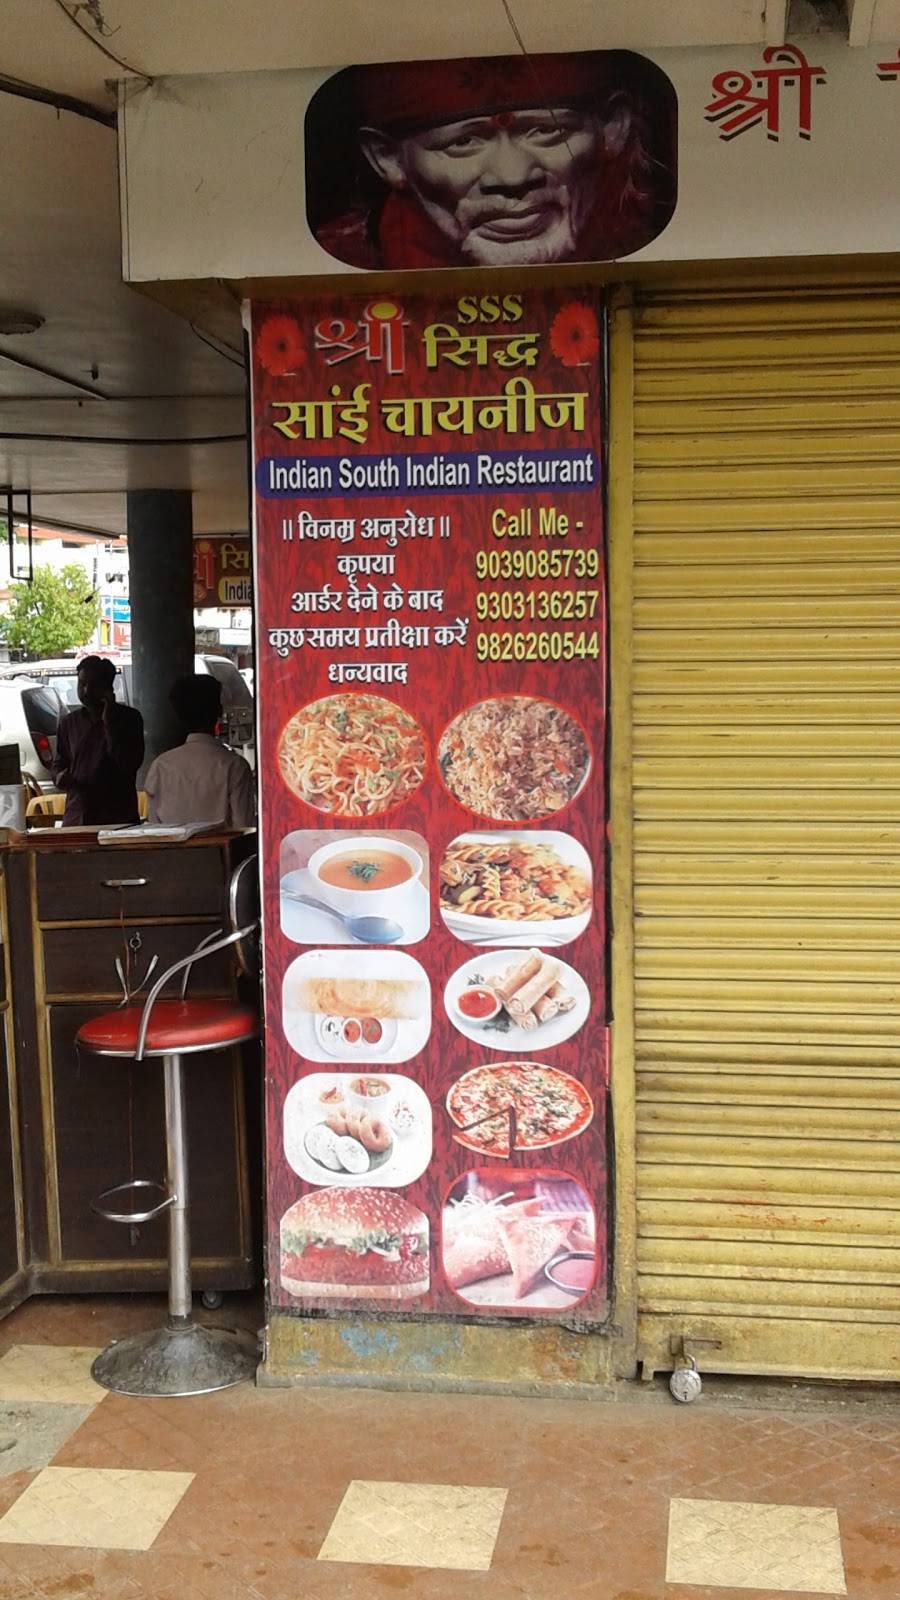 श्री
SSS
श्री सिद्ध
सांई चायनीज
Indian South Indian Restaurant
॥ विनम्र अनुरोध ॥
कृपया
आर्डर देने के बाद
कुछ समय प्रतीक्षा करें
धन्यवाद
Call Me -
9039085739
9303136257
9826260544